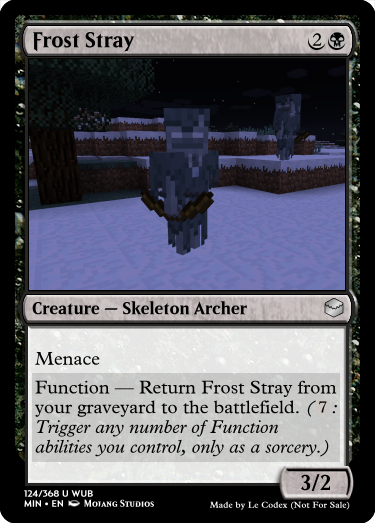 Frost Stray 2
Creature — Skeleton Archer
Menace
Function — Return Frost Stray from
your graveyard to the battlefield. ( 7 :
Trigger any number of Function
abilities you control, only as a sorcery.)
3/2
124/368 U WUB
MIN • EN Mojang Studios
Made by Le Codex (Not For Sale)